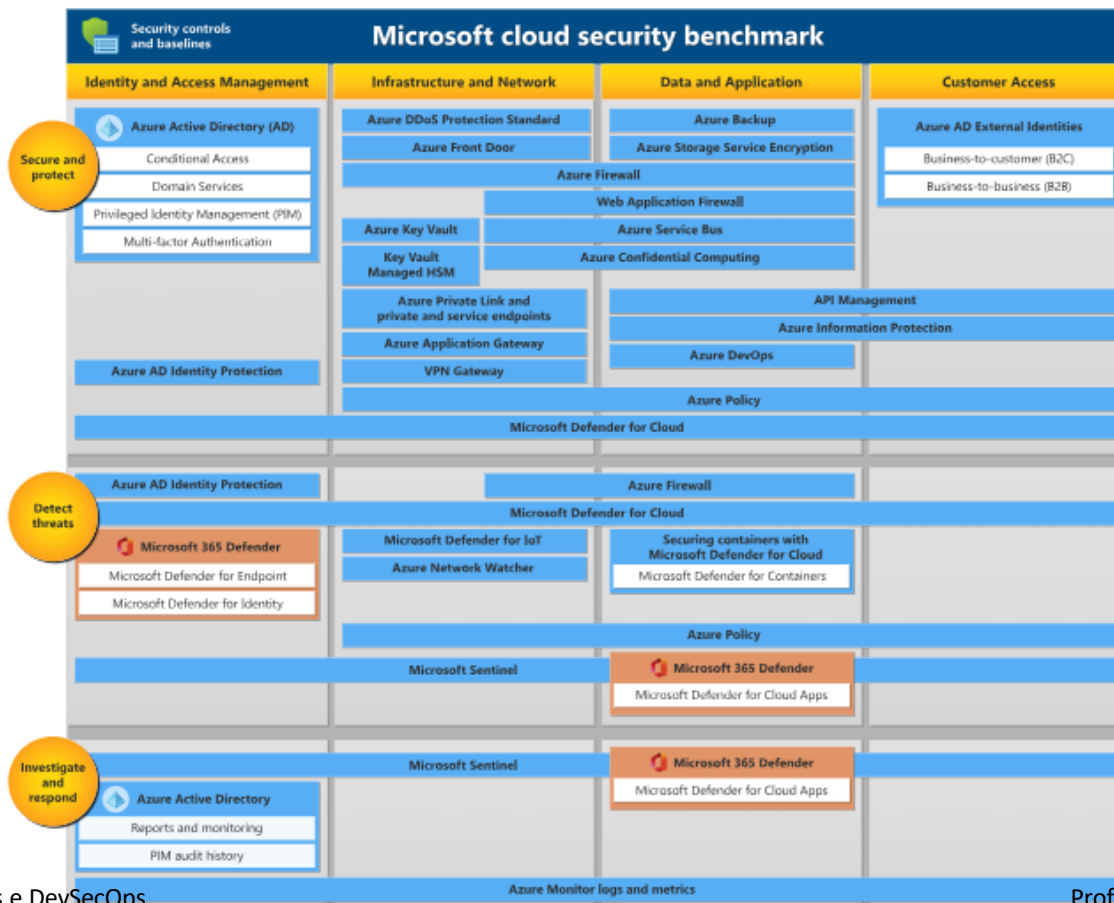 Security controls
and baselines
Microsoft cloud security benchmark
Identity and Access Management
Infrastructure and Network
Data and Application
Customer Access
Secure and
protect
Azure Active Directory (AD)
Conditional Access
Domain Services
Privileged Identity Management (PIM)
Multi-factor Authentication
Azure AD Identity Protection
Azure DDoS Protection Standard
Azure Front Door
Azure Backup
Azure Storage Service Encryption
Azure Firewall
Web Application Firewall
Azure Key Vault
Azure Service Bus
Key Vault
Managed HSM
Azure Confidential Computing
Azure Private Link and
private and service endpoints
Azure Application Gateway
VPN Gateway
API Management
Azure Information Protection
Azure DevOps
Azure Policy
Microsoft Defender for Cloud
Azure AD External Identities
Business-to-customer (B2C)
Business-to-business (B2B)
Detect
threats
Azure AD Identity Protection
Azure Firewall
Microsoft Defender for Cloud
Microsoft 365 Defender
Microsoft Defender for Endpoint
Microsoft Defender for Identity
Microsoft Defender for IoT
Azure Network Watcher
Securing containers with
Microsoft Defender for Cloud
Microsoft Defender for Containers
Azure Policy
Microsoft Sentinel
Microsoft 365 Defender
Microsoft Defender for Cloud Apps
Investigate
and
respond
Microsoft Sentinel
Microsoft 365 Defender
Microsoft Defender for Cloud Apps
Azure Active Directory
Reports and monitoring
PIM audit history
Azure Monitor logs and metrics
s e DevSecOps
Prof